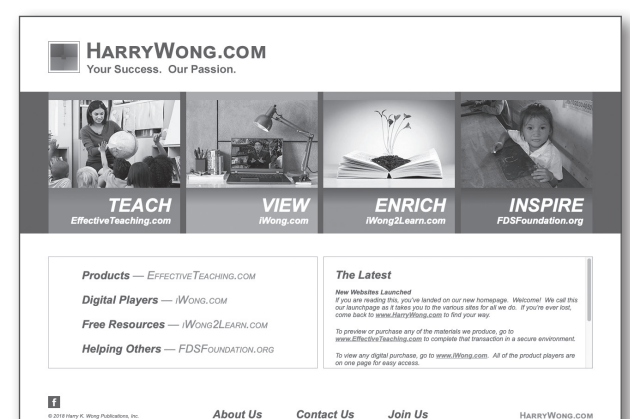 HARRYWONG.COM
Your Success. Our Passion.
TEACH
EffectiveTeaching.com
VIEW
iWong.com
ENRICH
iWong2Learn.com
INSPIRE
FDSFoundation.org
Products — EFFECTIVETEACHING.COM
Digital Players — iWONG.COM
Free Resources — iWONG2LEARN.COM
Helping Others — FDSFOUNDATION.ORG
The Latest
New Websites Launched
If you are reading this, you've landed on our new homepage. Welcome! We call this
our launchpage as it takes you to the various sites for all we do. If you're ever lost,
come back to www.HarryWong.com to find your way.
To preview or purchase any of the materials we produce, go to
www.EffectiveTeaching.com to complete that transaction in a secure environment.
To view any digital purchase, go to www.iWong.com. All of the product players are
on one page for easy access.
f
© 2018 Harry K. Wong Publications, Inc.
About Us Contact Us Join Us
HARRYWONG.COM